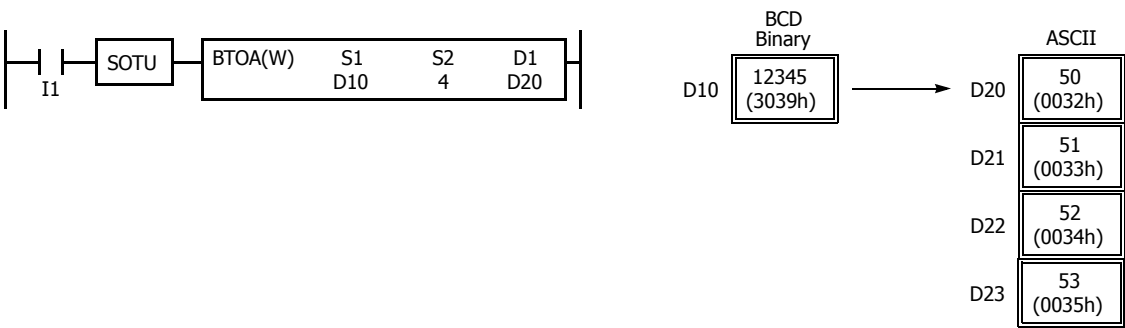 SOTU
BTOA(W) S1 S2 D1
D10 4 D20
I1
BCD
Binary
ASCII
D10
12345
(3039h)
D20
50
(0032h)
D21
51
(0033h)
D22
52
(0034h)
D23
53
(0035h)